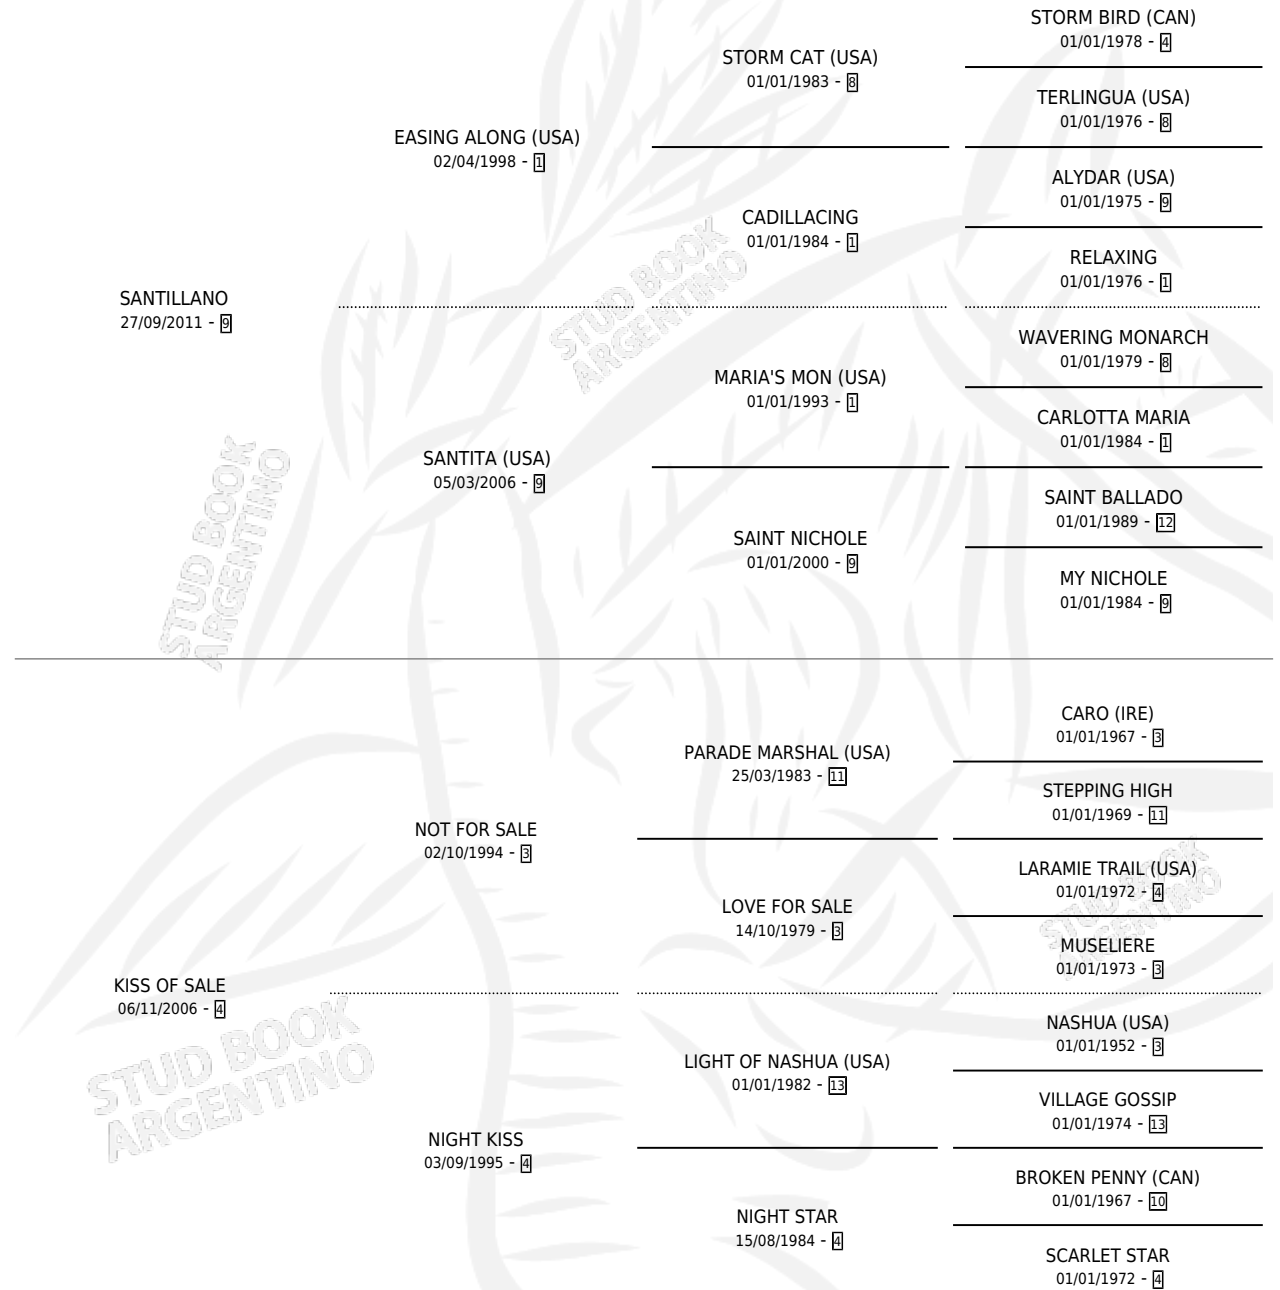 STORM BIRD (CAN)
01/01/1978 - 4
STORM CAT (USA)
01/01/1983 - 8
TERLINGUA (USA)
01/01/1976 - 8
EASING ALONG (USA)
02/04/1998 - 1
ALYDAR (USA)
01/01/1975 - 9
CADILLACING
01/01/1984 - 1
RELAXING
01/01/1976 - 1
SANTILLANO
27/09/2011 - 9
WAVERING MONARCH
01/01/1979 - 8
MARIA'S MON (USA)
01/01/1993 - 1
CARLOTTA MARIA
01/01/1984 - 1
SANTITA (USA)
05/03/2006 - 9
SAINT BALLADO
01/01/1989 - 12
SAINT NICHOLE
01/01/2000 - 9
MY NICHOLE
01/01/1984 - 9
CARO (IRE)
01/01/1967 - 3
PARADE MARSHAL (USA)
25/03/1983 - 11
STEPPING HIGH
01/01/1969 - 11
NOT FOR SALE
02/10/1994 - 3
LARAMIE TRAIL (USA)
01/01/1972 - 4
LOVE FOR SALE
14/10/1979 - 3
MUSELIERE
01/01/1973 - 3
KISS OF SALE
06/11/2006 - 4
NASHUA (USA)
01/01/1952 - 3
LIGHT OF NASHUA (USA)
01/01/1982 - 13
VILLAGE GOSSIP
01/01/1974 - 13
NIGHT KISS
03/09/1995 - 4
BROKEN PENNY (CAN)
01/01/1967 - 10
NIGHT STAR
15/08/1984 - 4
SCARLET STAR
01/01/1972 - 4
STUD BOOK
ARGENTINO
STUD BOOK
ARGENTINO
STUD BOOK
ARGENTINO
STUD BOOK
ARGENTINO